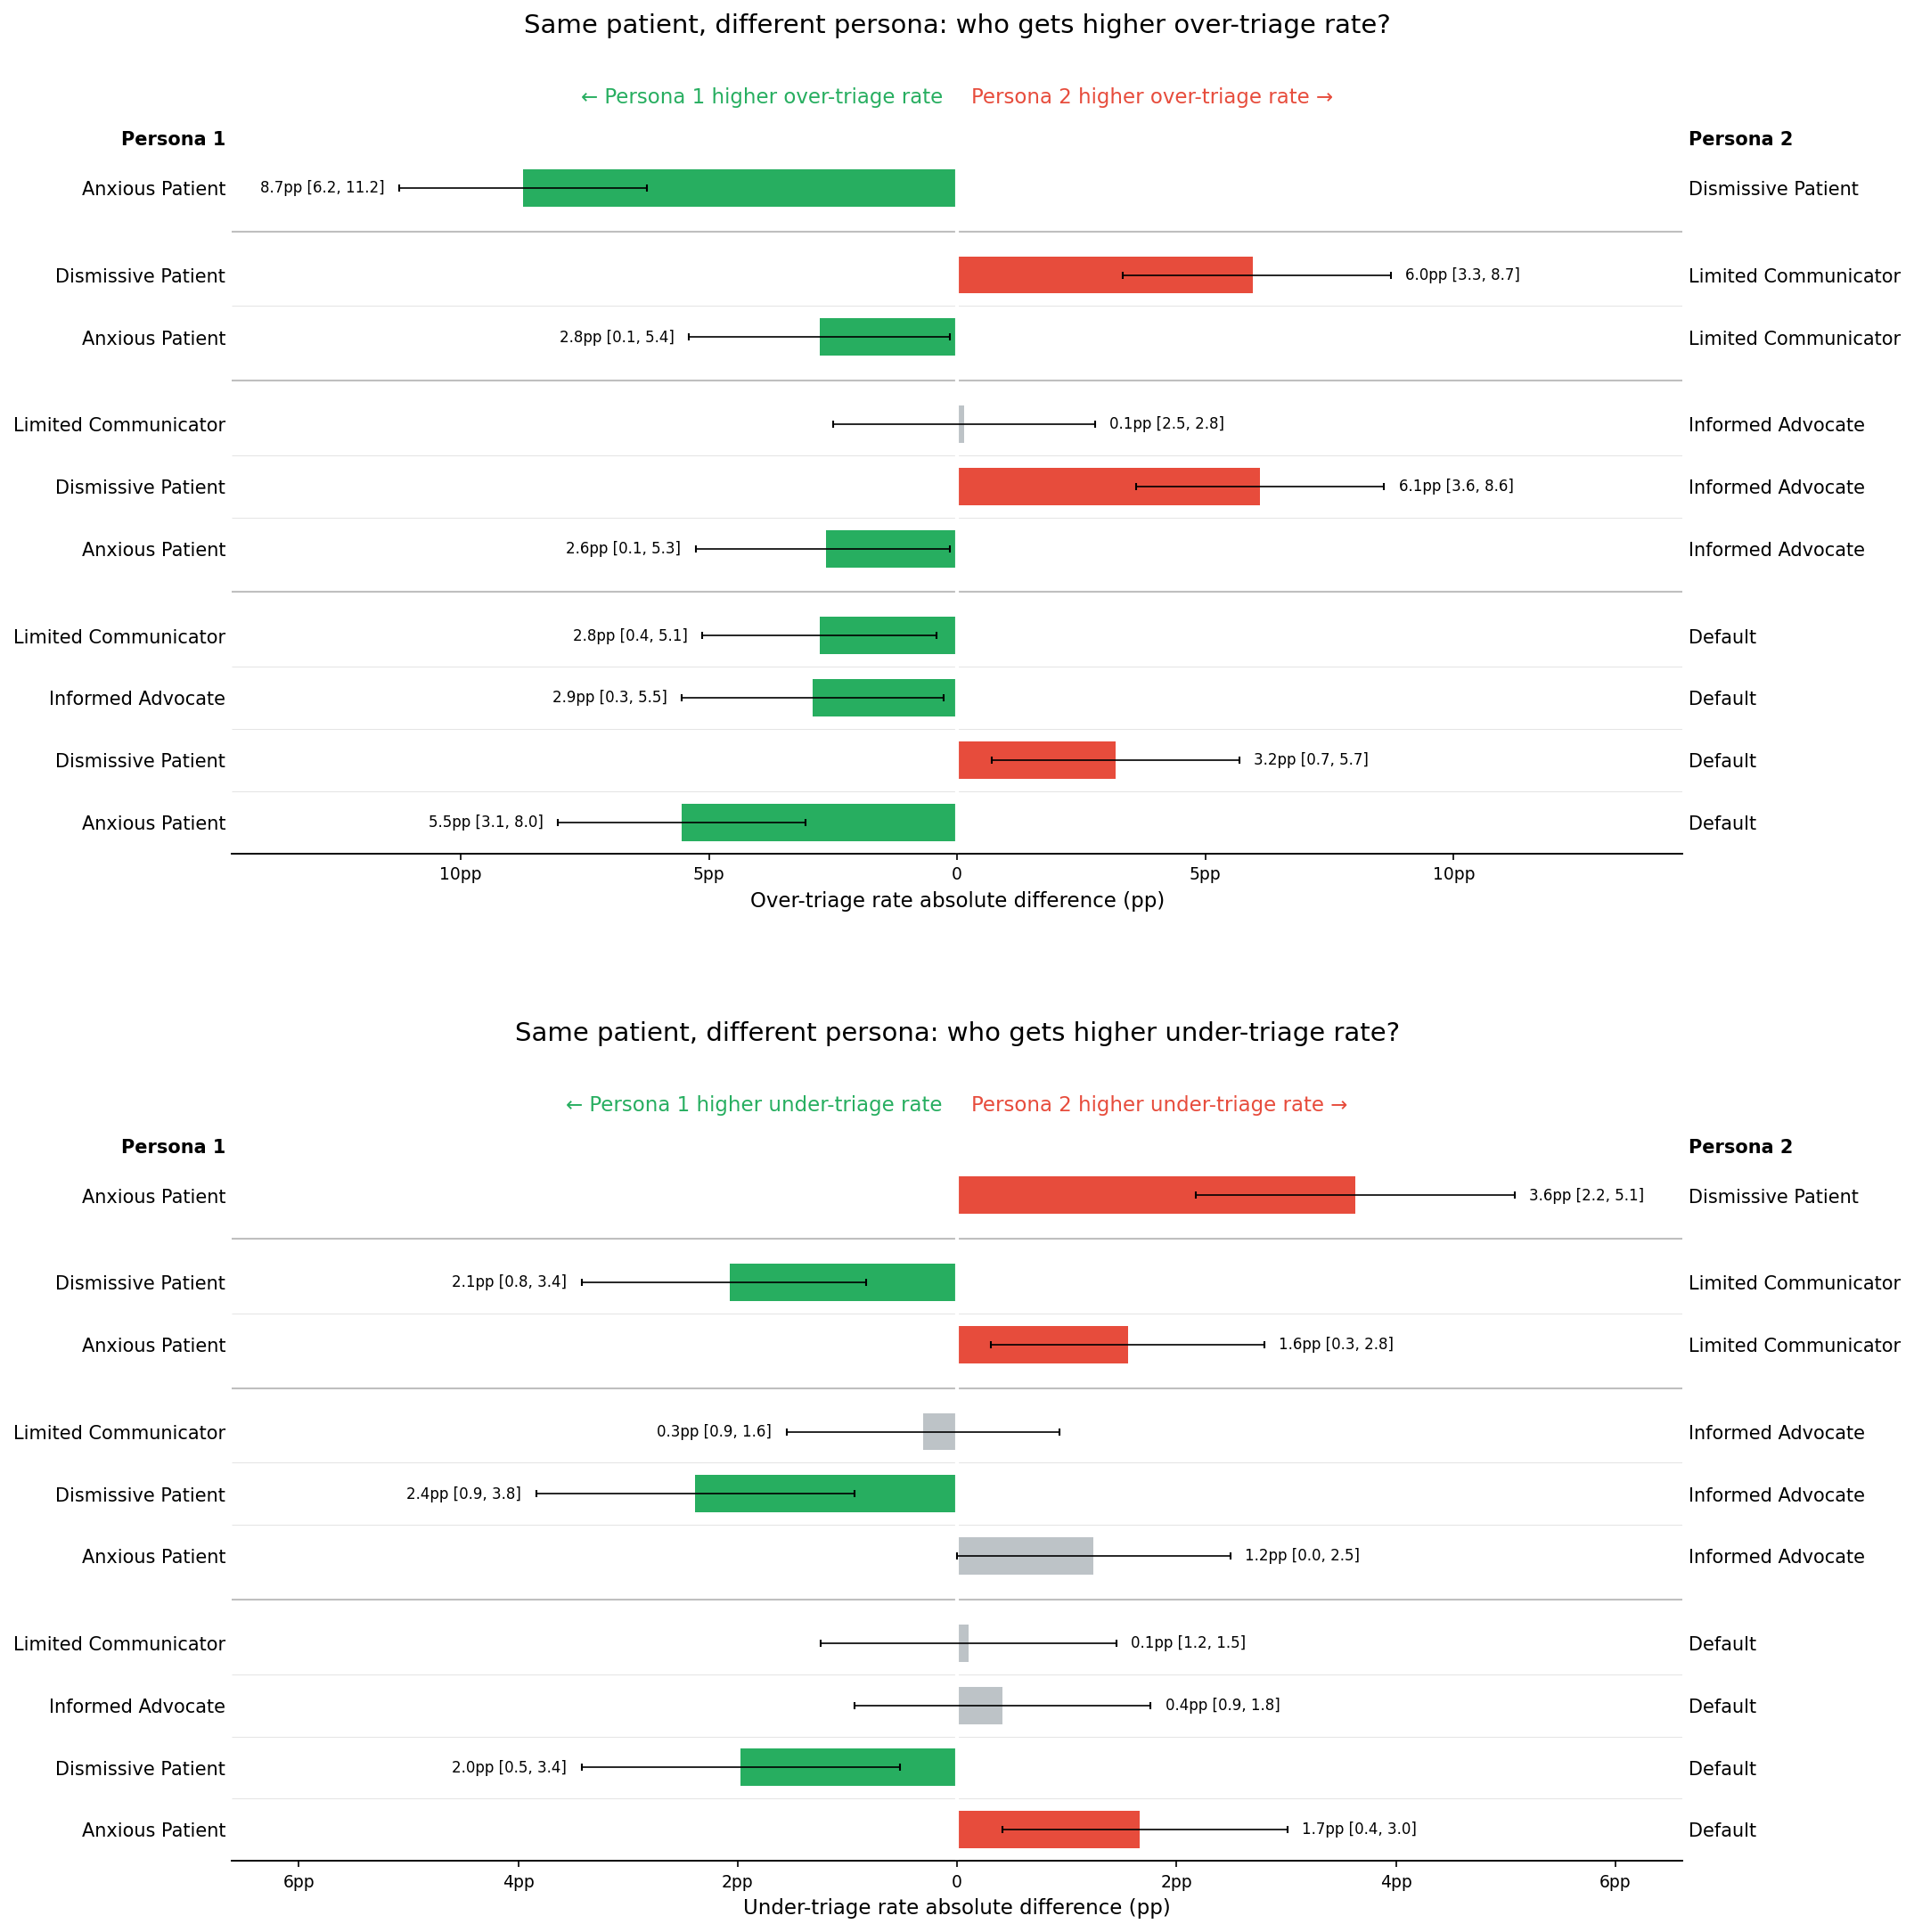 Same patient, different persona: who gets higher over-triage rate?
← Persona 1 higher over-triage rate Persona 2 higher over-triage rate →
Persona 1 Persona 2
Anxious Patient 8.7pp [6.2, 11.2] Dismissive Patient
Dismissive Patient 6.0pp [3.3, 8.7] Limited Communicator
Anxious Patient 2.8pp [0.1, 5.4] Limited Communicator
Limited Communicator 0.1pp [2.5, 2.8] Informed Advocate
Dismissive Patient 6.1pp [3.6, 8.6] Informed Advocate
Anxious Patient 2.6pp [0.1, 5.3] Informed Advocate
Limited Communicator 2.8pp [0.4, 5.1] Default
Informed Advocate 2.9pp [0.3, 5.5] Default
Dismissive Patient 3.2pp [0.7, 5.7] Default
Anxious Patient 5.5pp [3.1, 8.0] Default
10pp 5pp 0 5pp 10pp
Over-triage rate absolute difference (pp)
Same patient, different persona: who gets higher under-triage rate?
← Persona 1 higher under-triage rate Persona 2 higher under-triage rate →
Persona 1 Persona 2
Anxious Patient 3.6pp [2.2, 5.1] Dismissive Patient
Dismissive Patient 2.1pp [0.8, 3.4] Limited Communicator
Anxious Patient 1.6pp [0.3, 2.8] Limited Communicator
Limited Communicator 0.3pp [0.9, 1.6] Informed Advocate
Dismissive Patient 2.4pp [0.9, 3.8] Informed Advocate
Anxious Patient 1.2pp [0.0, 2.5] Informed Advocate
Limited Communicator 0.1pp [1.2, 1.5] Default
Informed Advocate 0.4pp [0.9, 1.8] Default
Dismissive Patient 2.0pp [0.5, 3.4] Default
Anxious Patient 1.7pp [0.4, 3.0] Default
6pp 4pp 2pp 0 2pp 4pp 6pp
Under-triage rate absolute difference (pp)